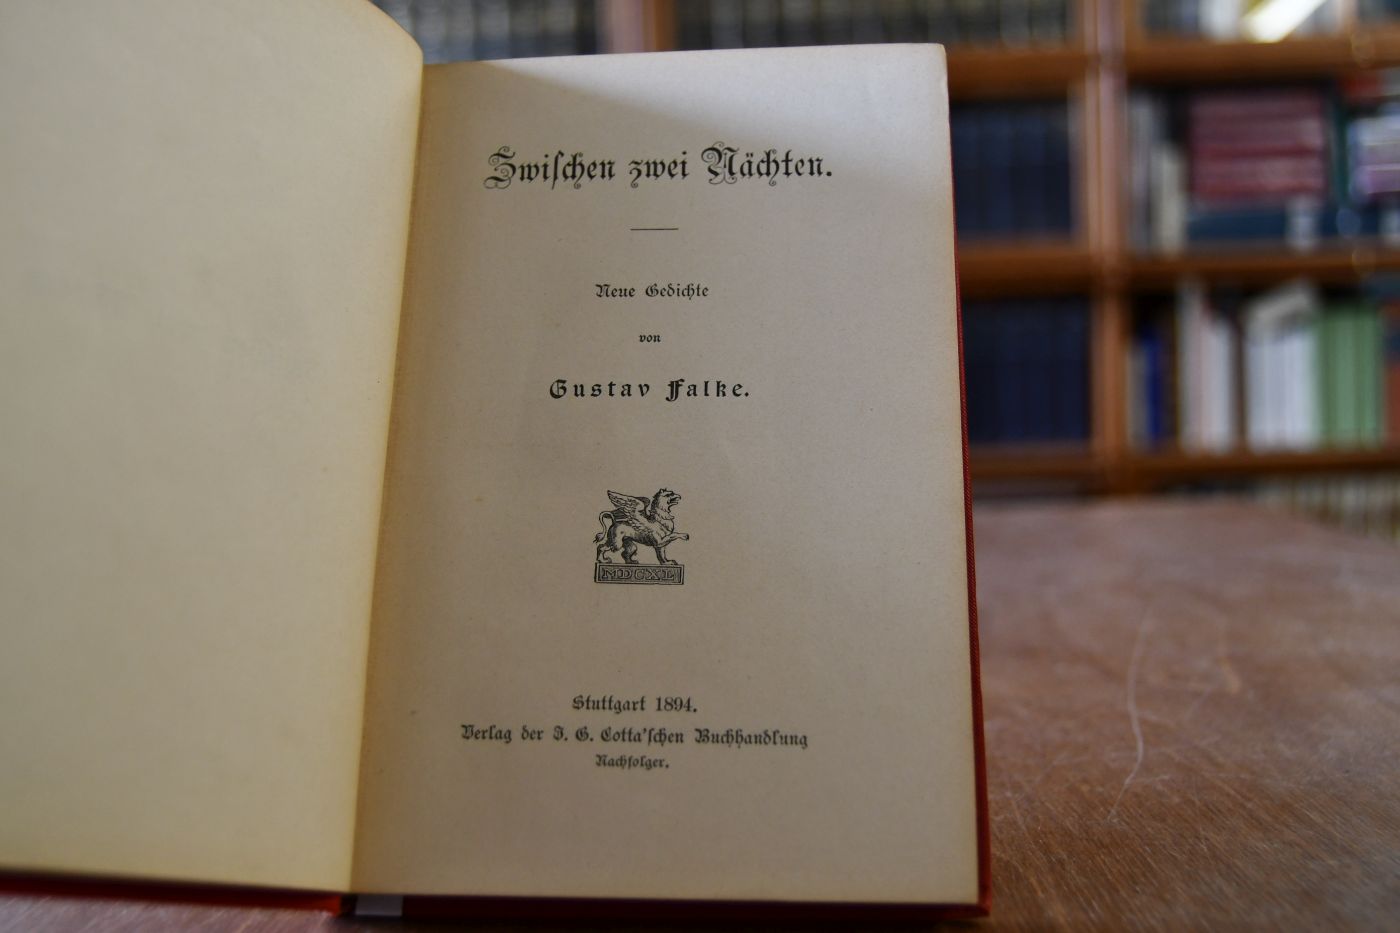 Zwiſchen zwei Nächten.
Neue Gedichte
von
Gustav Falke.
MDCXL
Stuttgart 1894.
Verlag der J. G. Cotta'ſchen Buchhandlung
Nachfolger.